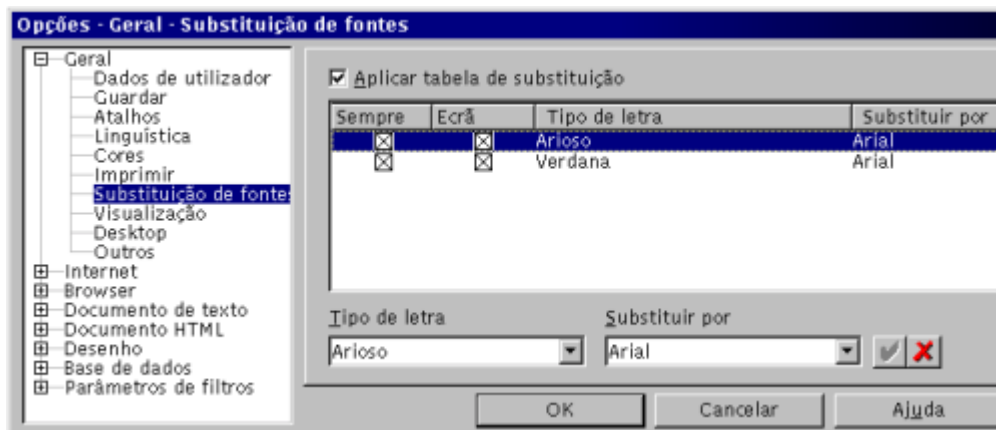 Opções - Geral - Substituição de fontes
Geral
Dados de utilizador
Guardar
Atalhos
Linguística
Cores
Imprimir
Substituição de fontes
Visualização
Desktop
Outros
Internet
Browser
Documento de texto
Documento HTML
Desenho
Base de dados
Parâmetros de filtros
Aplicar tabela de substituição
Sempre Ecrã Tipo de letra Substituir por
Arioso Arial
Verdana Arial
Tipo de letra Substituir por
Arioso Arial
OK Cancelar Ajuda